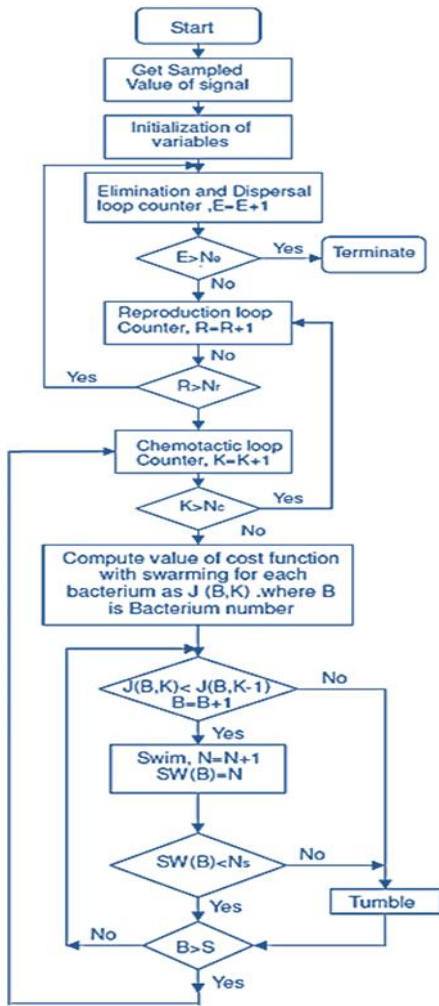 Start
Get Sampled
Value of signal
Initialization of
variables
Elimination and Dispersal
loop counter ,E=E+1
E>Ne
Yes
Terminate
No
Reproduction loop
Counter, R=R+1
No
Yes
R>Nr
Chemotactic loop
Counter, K=K+1
K>Nc
Yes
No
Compute value of cost function
with swarming for each
bacterium as J (B,K) .where B
is Bacterium number
J(B,K)< J(B,K-1)
B=B+1
No
Yes
Swim, N=N+1
SW(B)=N
SW(B)<Ns
No
Yes
Tumble
No
B>S
Yes